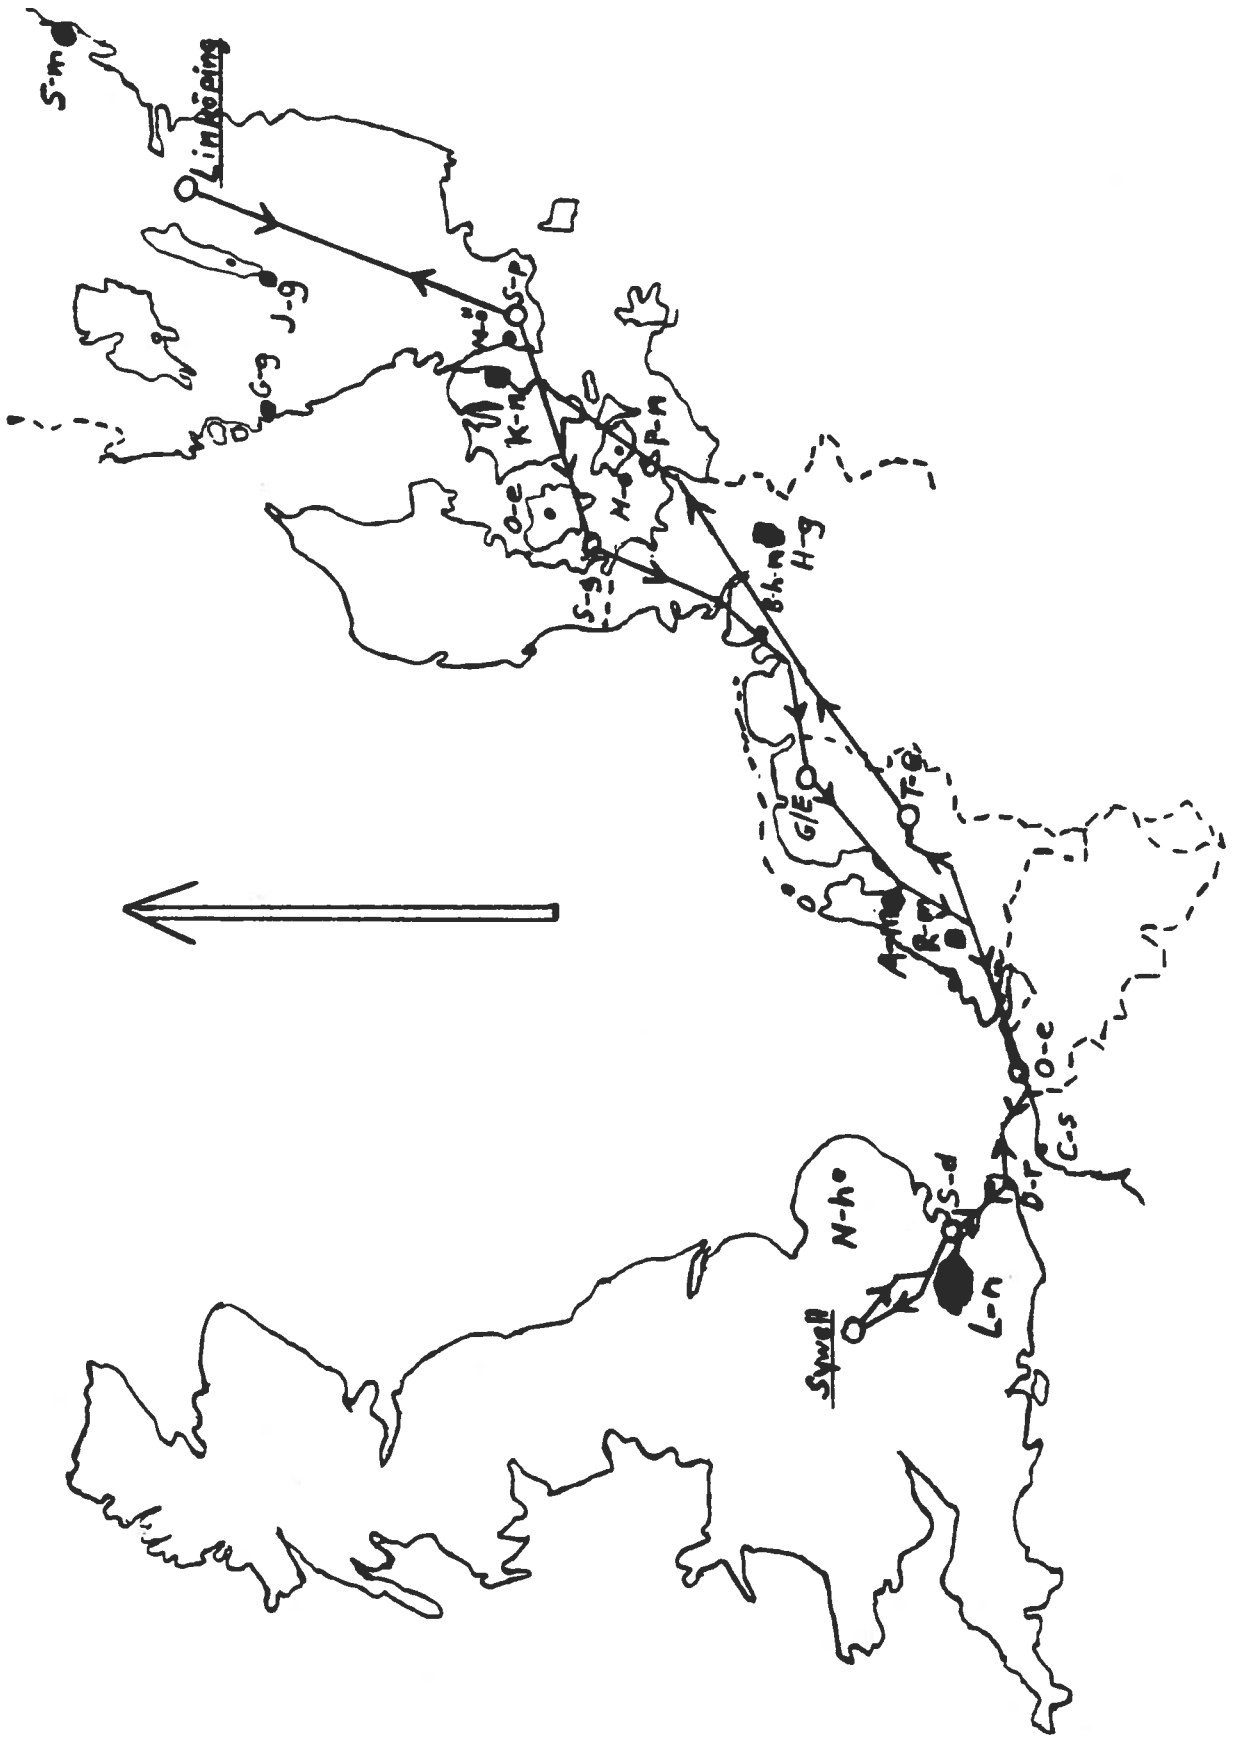 S-m
Linköping
J-g
G-g
S-p
M-ö
K-n
O-e
P-n
H-g
S-g
B-h-n
G/E
T-e
A-m
R-m
O-e
C-s
D-r
S-d
N-h
L-n
Sywell